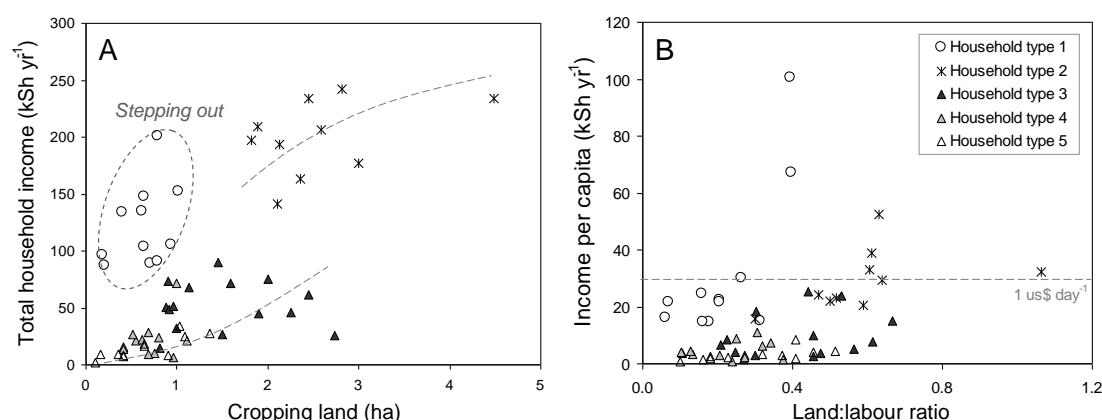 A
Stepping out
Total household income (kSh yr⁻¹)
300
250
200
150
100
50
0
0 1 2 3 4 5
Cropping land (ha)
B
Household type 1
Household type 2
Household type 3
Household type 4
Household type 5
1 us$ day⁻¹
Income per capita (kSh yr⁻¹)
120
100
80
60
40
20
0
0.0 0.4 0.8 1.2
Land:labour ratio